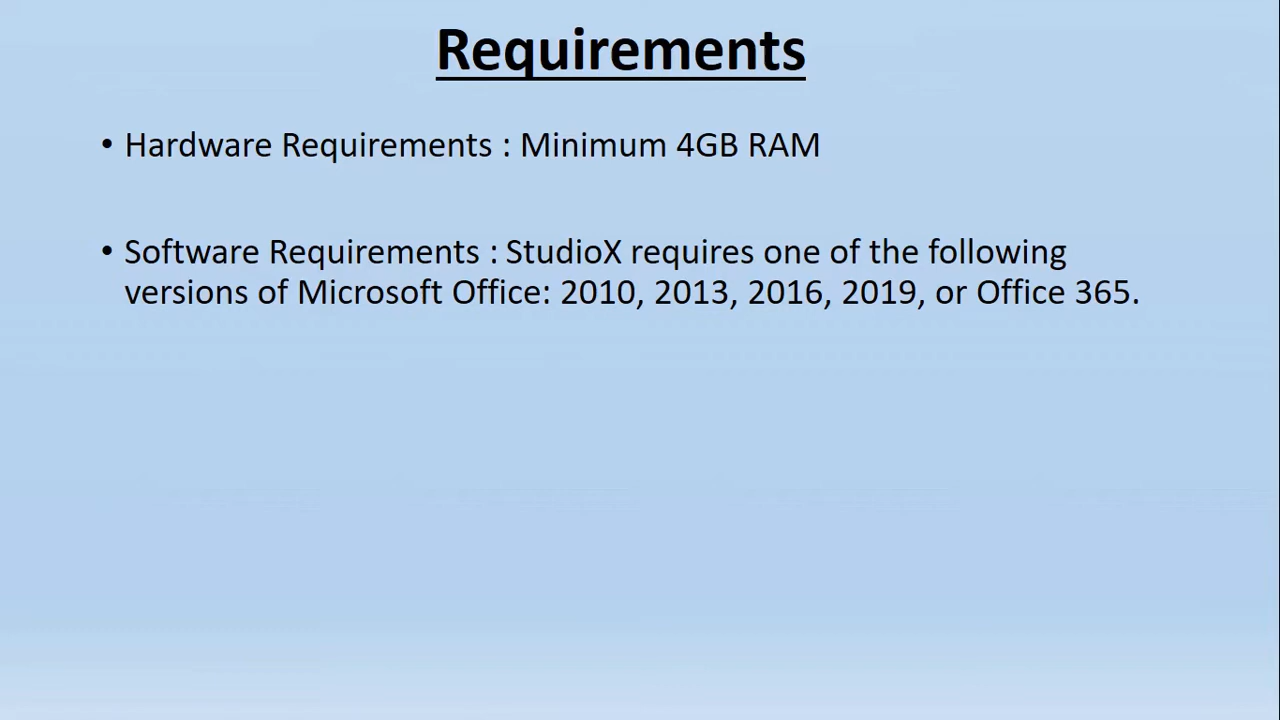 Requirements
• Hardware Requirements : Minimum 4GB RAM
• Software Requirements : StudioX requires one of the following
versions of Microsoft Office: 2010, 2013, 2016, 2019, or Office 365.